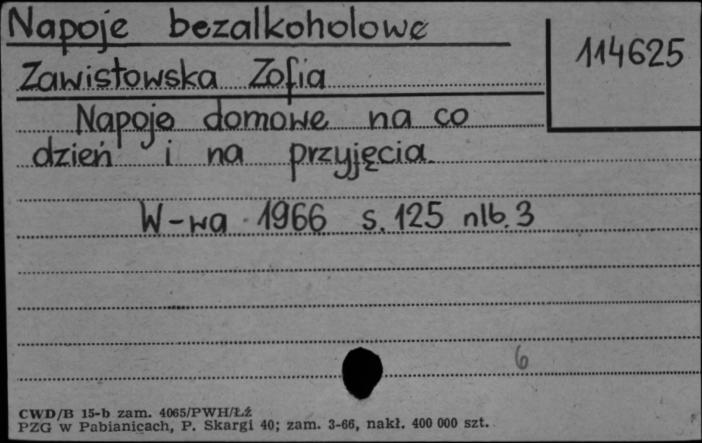 Napoje bezalkoholowe
114625
Zawistowska Zofia
Napoje domowe na co
dzień i na przyjęcia.
W-wa 1966 s. 125 nlb. 3
6
CWD/B 15-b zam. 4065/PWH/Łź
PZG w Pabianicach, P. Skargi 40; zam. 3-66, nakł. 400 000 szt.